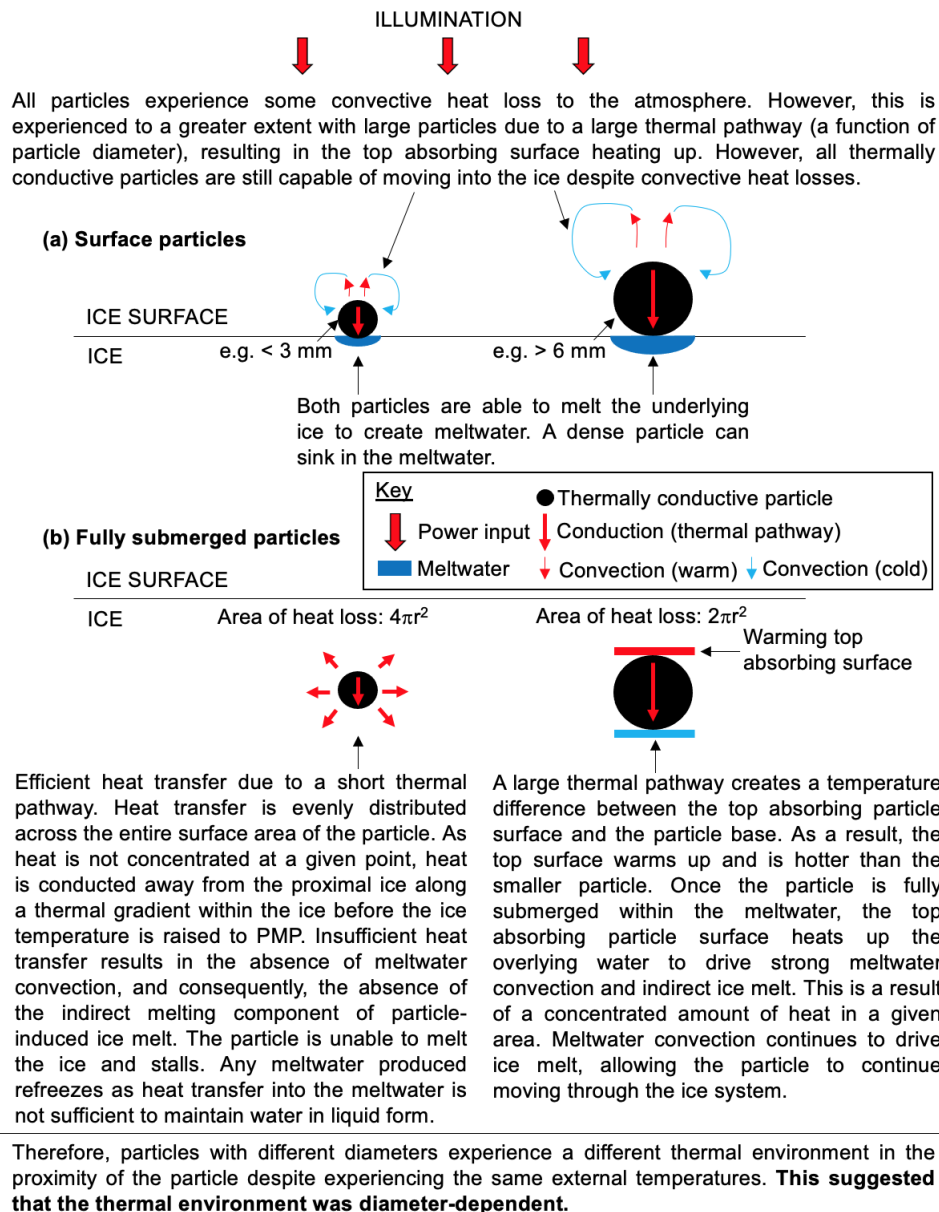 ILLUMINATION
All particles experience some convective heat loss to the atmosphere. However, this is
experienced to a greater extent with large particles due to a large thermal pathway (a function of
particle diameter), resulting in the top absorbing surface heating up. However, all thermally
conductive particles are still capable of moving into the ice despite convective heat losses.
(a) Surface particles
ICE SURFACE
ICE
e.g. < 3 mm
e.g. > 6 mm
Both particles are able to melt the underlying
ice to create meltwater. A dense particle can
sink in the meltwater.
Key
Thermally conductive particle
Power input
Conduction (thermal pathway)
Meltwater
Convection (warm)
Convection (cold)
(b) Fully submerged particles
ICE SURFACE
ICE
Area of heat loss: 4πr²
Area of heat loss: 2πr²
Warming top
absorbing surface
Efficient heat transfer due to a short thermal
pathway. Heat transfer is evenly distributed
across the entire surface area of the particle. As
heat is not concentrated at a given point, heat
is conducted away from the proximal ice along
a thermal gradient within the ice before the ice
temperature is raised to PMP. Insufficient heat
transfer results in the absence of meltwater
convection, and consequently, the absence of
the indirect melting component of particle-
induced ice melt. The particle is unable to melt
the ice and stalls. Any meltwater produced
refreezes as heat transfer into the meltwater is
not sufficient to maintain water in liquid form.
A large thermal pathway creates a temperature
difference between the top absorbing particle
surface and the particle base. As a result, the
top surface warms up and is hotter than the
smaller particle. Once the particle is fully
submerged within the meltwater, the top
absorbing particle surface heats up the
overlying water to drive strong meltwater
convection and indirect ice melt. This is a result
of a concentrated amount of heat in a given
area. Meltwater convection continues to drive
ice melt, allowing the particle to continue
moving through the ice system.
Therefore, particles with different diameters experience a different thermal environment in the
proximity of the particle despite experiencing the same external temperatures. This suggested
that the thermal environment was diameter-dependent.